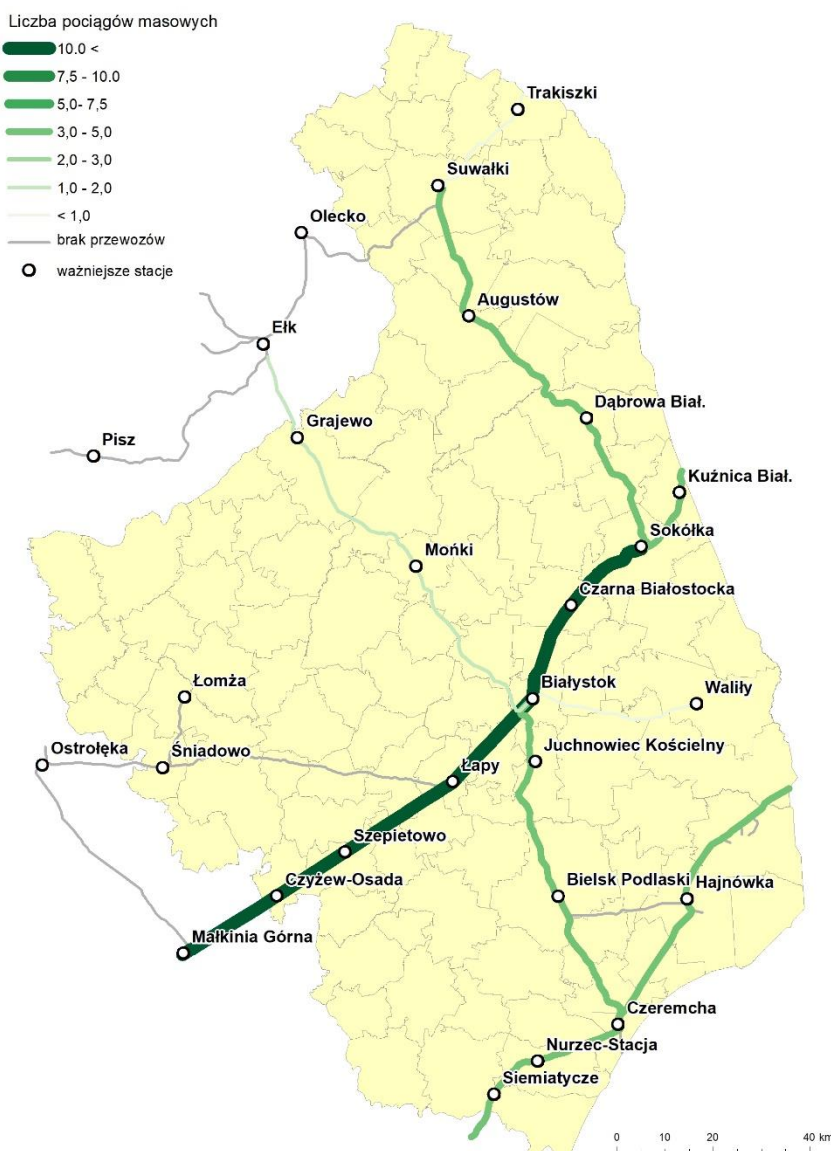 Liczba pociągów masowych
10.0 <
7,5 - 10.0
5,0- 7,5
3,0 - 5,0
2,0 - 3,0
1,0 - 2,0
< 1,0
brak przewozów
ważniejsze stacje
Trakiszki
Suwałki
Olecko
Augustów
Ełk
Dąbrowa Biał.
Grajewo
Pisz
Kuźnica Biał.
Sokółka
Mońki
Czarna Białostocka
Łomża
Białystok
Waliły
Ostrołęka
Śniadowo
Juchnowiec Kościelny
Łapy
Szepietowo
Czyżew-Osada
Bielsk Podlaski
Hajnówka
Małkinia Górna
Czeremcha
Nurzec-Stacja
Siemiatycze
0 10 20 40 km